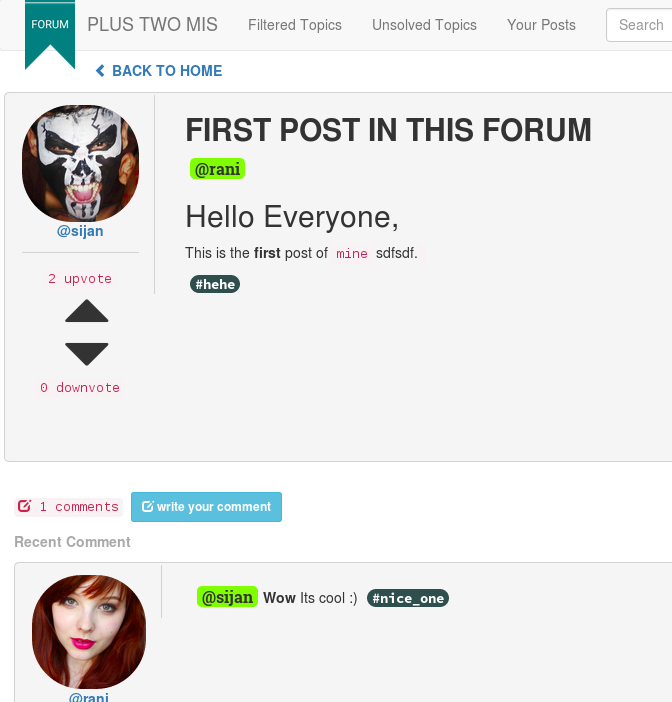 FORUM PLUS TWO MIS Filtered Topics Unsolved Topics Your Posts Search
BACK TO HOME
FIRST POST IN THIS FORUM
@rani
Hello Everyone,
This is the first post of mine sdfsdf.
#hehe
@sijan
2 upvote
0 downvote
1 comments write your comment
Recent Comment
@sijan Wow Its cool :) #nice_one
@rani